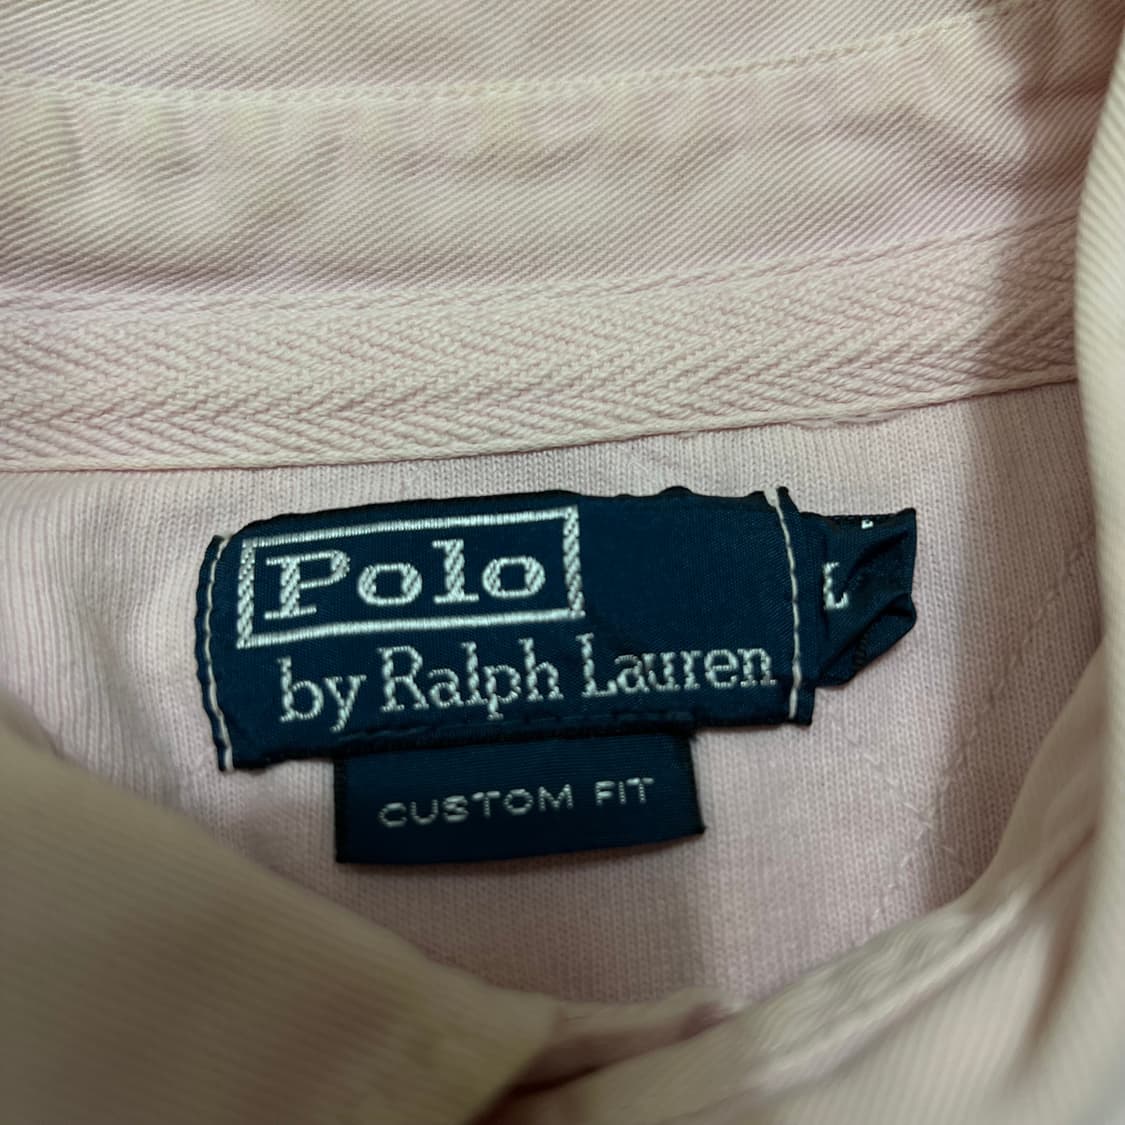 Polo
by Ralph Lauren
L
CUSTOM FIT